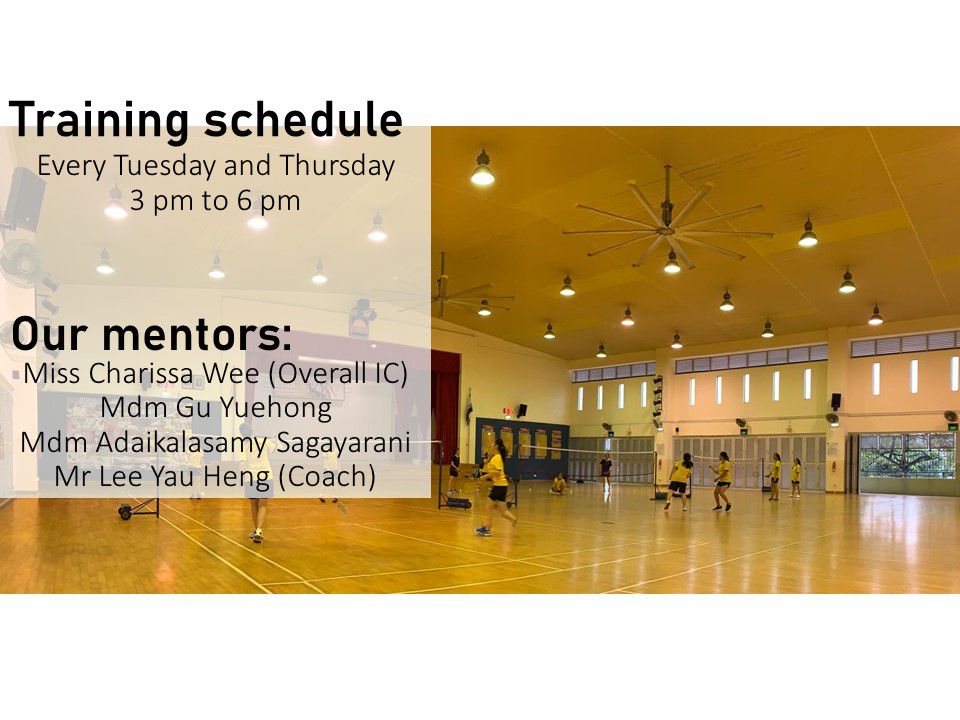 Training schedule
Every Tuesday and Thursday
3 pm to 6 pm
Our mentors:
Miss Charissa Wee (Overall IC)
Mdm Gu Yuehong
Mdm Adaikalasamy Sagayarani
Mr Lee Yau Heng (Coach)